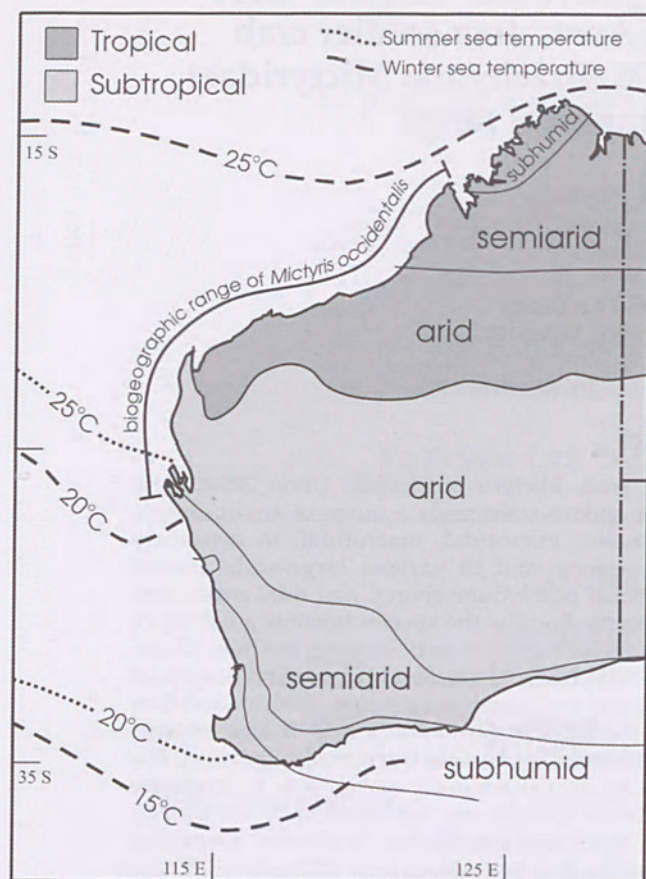 Tropical
Subtropical
Summer sea temperature
Winter sea temperature
15 S
25°C
subhumid
biogeographic range of Mictyris occidentalis
semiarid
arid
25°C
20°C
arid
semiarid
20°C
35 S
subhumid
15°C
115 E
125 E